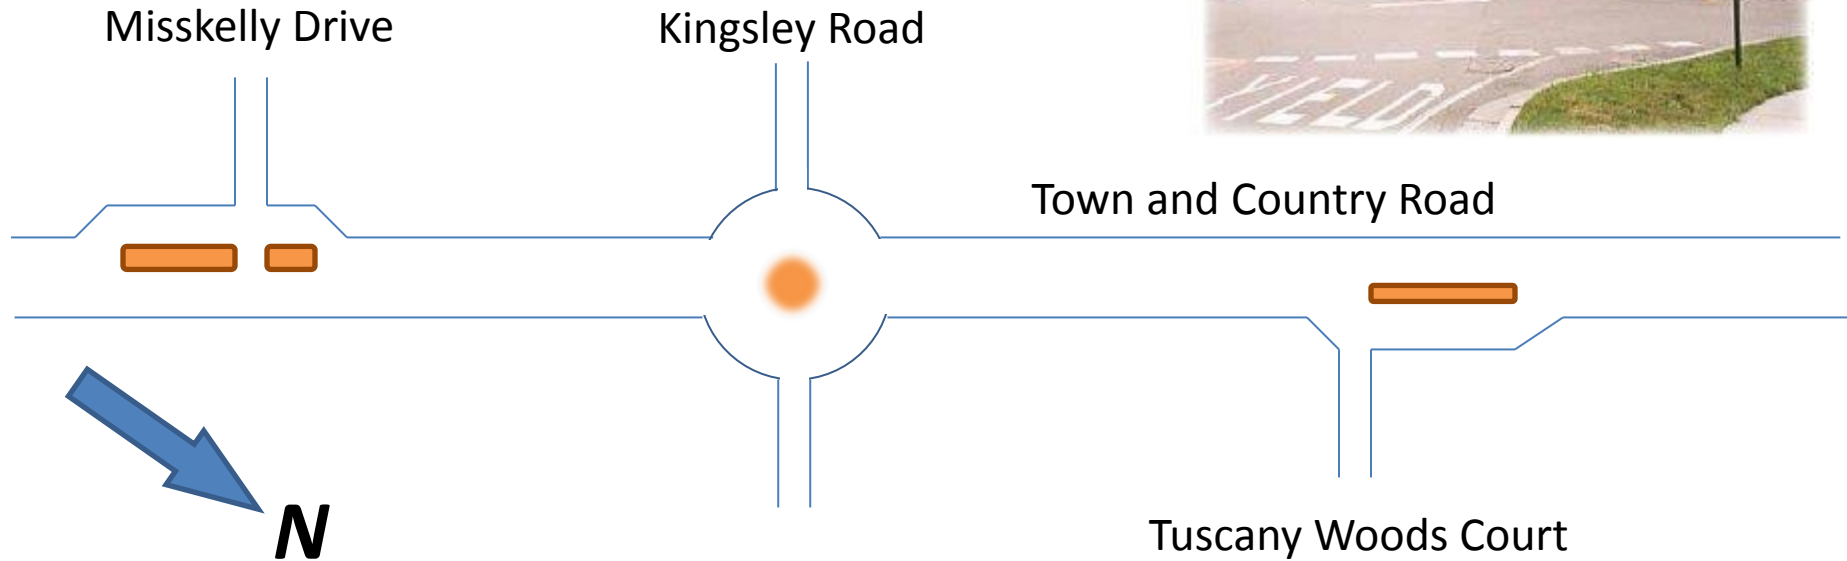 Misskelly Drive
Kingsley Road
YIELD
Town and Country Road
N
Tuscany Woods Court